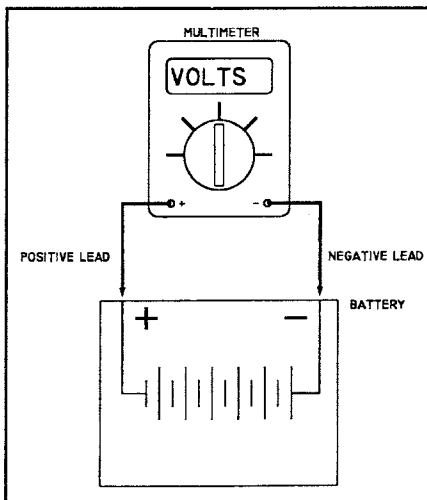 MULTIMETER
VOLTS
+ -
POSITIVE LEAD
NEGATIVE LEAD
BATTERY
+ -